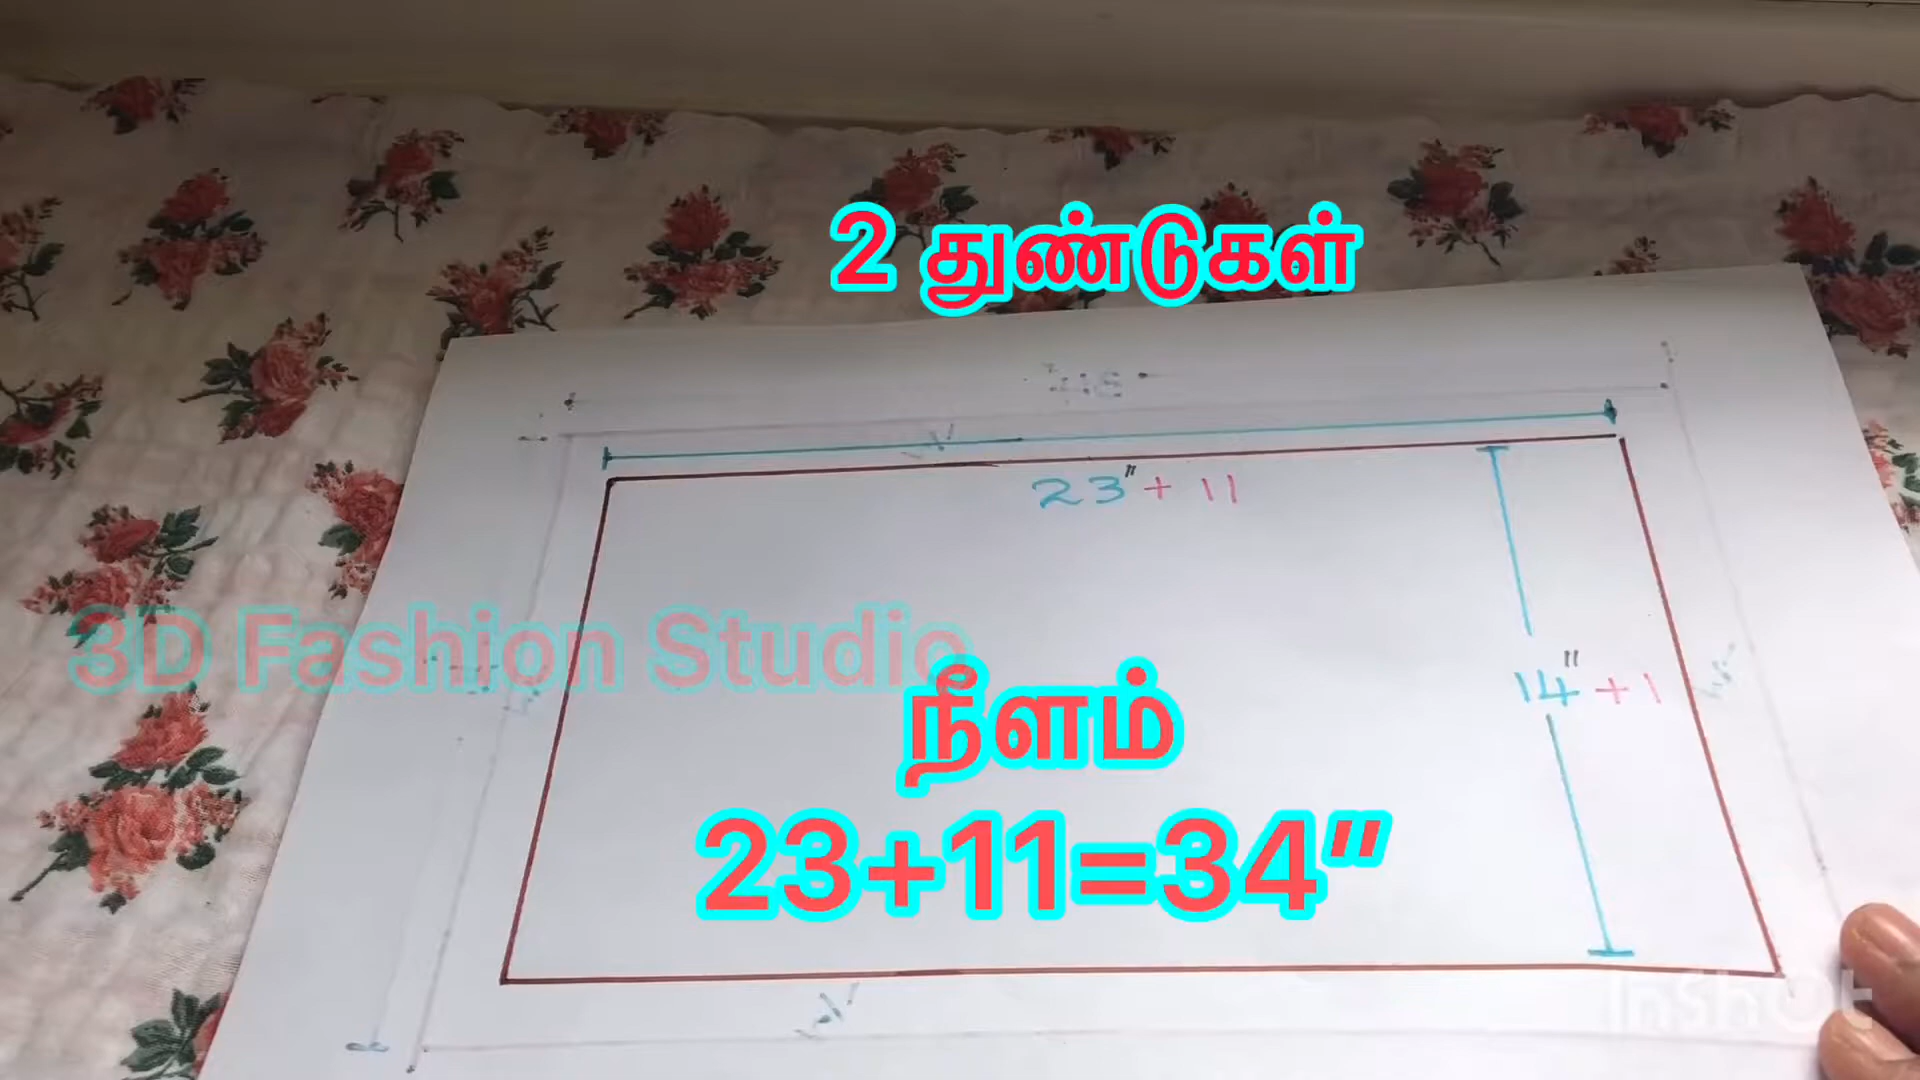 2 துண்டுகள்
23" + 11
3D Fashion Studio
14" + 1
நீளம்
23+11=34"
InShot